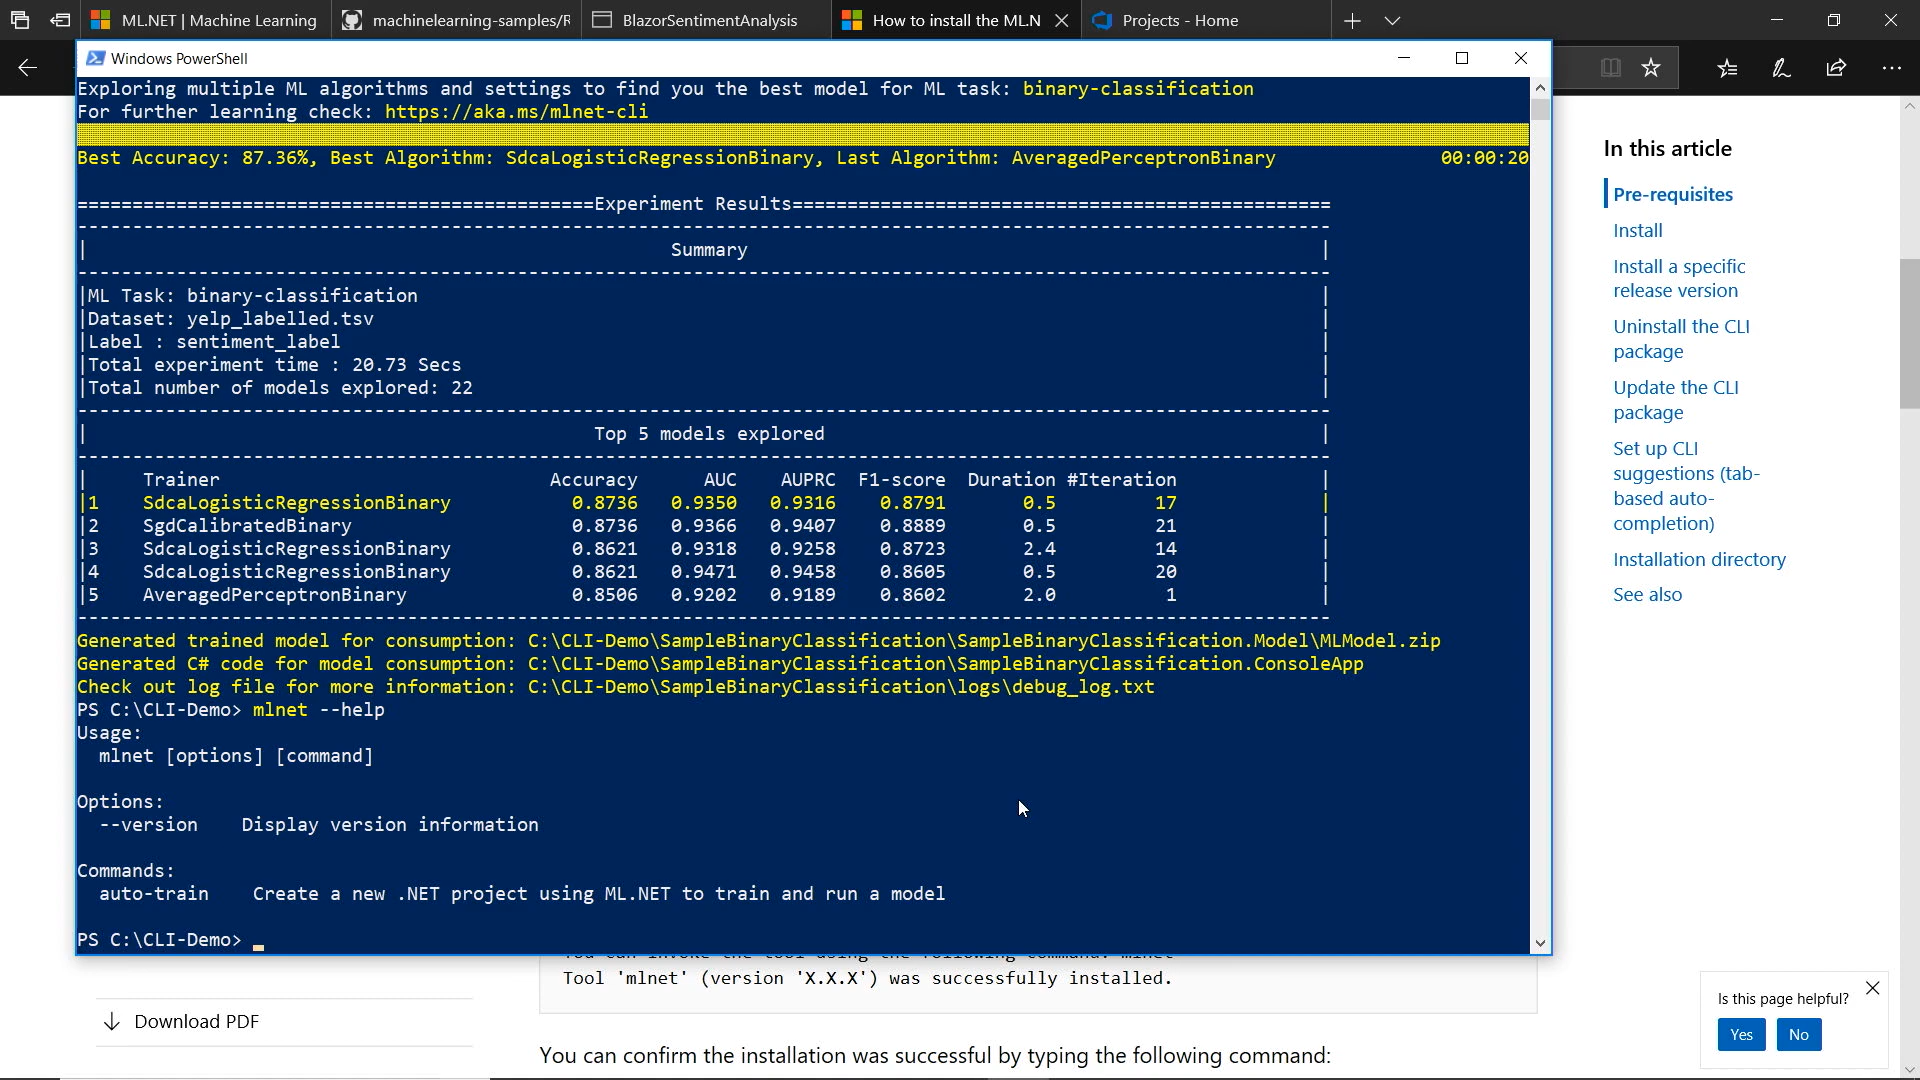 ML.NET | Machine Learning
machinelearning-samples/R
BlazorSentimentAnalysis
How to install the ML.N
Projects - Home
Windows PowerShell
Exploring multiple ML algorithms and settings to find you the best model for ML task: binary-classification
For further learning check: https://aka.ms/mlnet-cli
Best Accuracy: 87.36%, Best Algorithm: SdcaLogisticRegressionBinary, Last Algorithm: AveragedPerceptronBinary 00:00:20
============================================Experiment Results============================================
Summary
|ML Task: binary-classification |
|Dataset: yelp_labelled.tsv |
|Label : sentiment_label |
|Total experiment time : 20.73 Secs |
|Total number of models explored: 22 |
| Top 5 models explored |
| Trainer Accuracy AUC AUPRC F1-score Duration #Iteration |
|1 SdcaLogisticRegressionBinary 0.8736 0.9350 0.9316 0.8791 0.5 17 |
|2 SgdCalibratedBinary 0.8736 0.9366 0.9407 0.8889 0.5 21 |
|3 SdcaLogisticRegressionBinary 0.8621 0.9318 0.9258 0.8723 2.4 14 |
|4 SdcaLogisticRegressionBinary 0.8621 0.9471 0.9458 0.8605 0.5 20 |
|5 AveragedPerceptronBinary 0.8506 0.9202 0.9189 0.8602 2.0 1 |
Generated trained model for consumption: C:\CLI-Demo\SampleBinaryClassification\SampleBinaryClassification.Model\MLModel.zip
Generated C# code for model consumption: C:\CLI-Demo\SampleBinaryClassification\SampleBinaryClassification.ConsoleApp
Check out log file for more information: C:\CLI-Demo\SampleBinaryClassification\logs\debug_log.txt
PS C:\CLI-Demo> mlnet --help
Usage:
mlnet [options] [command]
Options:
--version Display version information
Commands:
auto-train Create a new .NET project using ML.NET to train and run a model
PS C:\CLI-Demo> _
In this article
Pre-requisites
Install
Install a specific
release version
Uninstall the CLI
package
Update the CLI
package
Set up CLI
suggestions (tab-
based auto-
completion)
Installation directory
See also
Tool 'mlnet' (version 'X.X.X') was successfully installed.
Download PDF
You can confirm the installation was successful by typing the following command:
Is this page helpful?
Yes
No